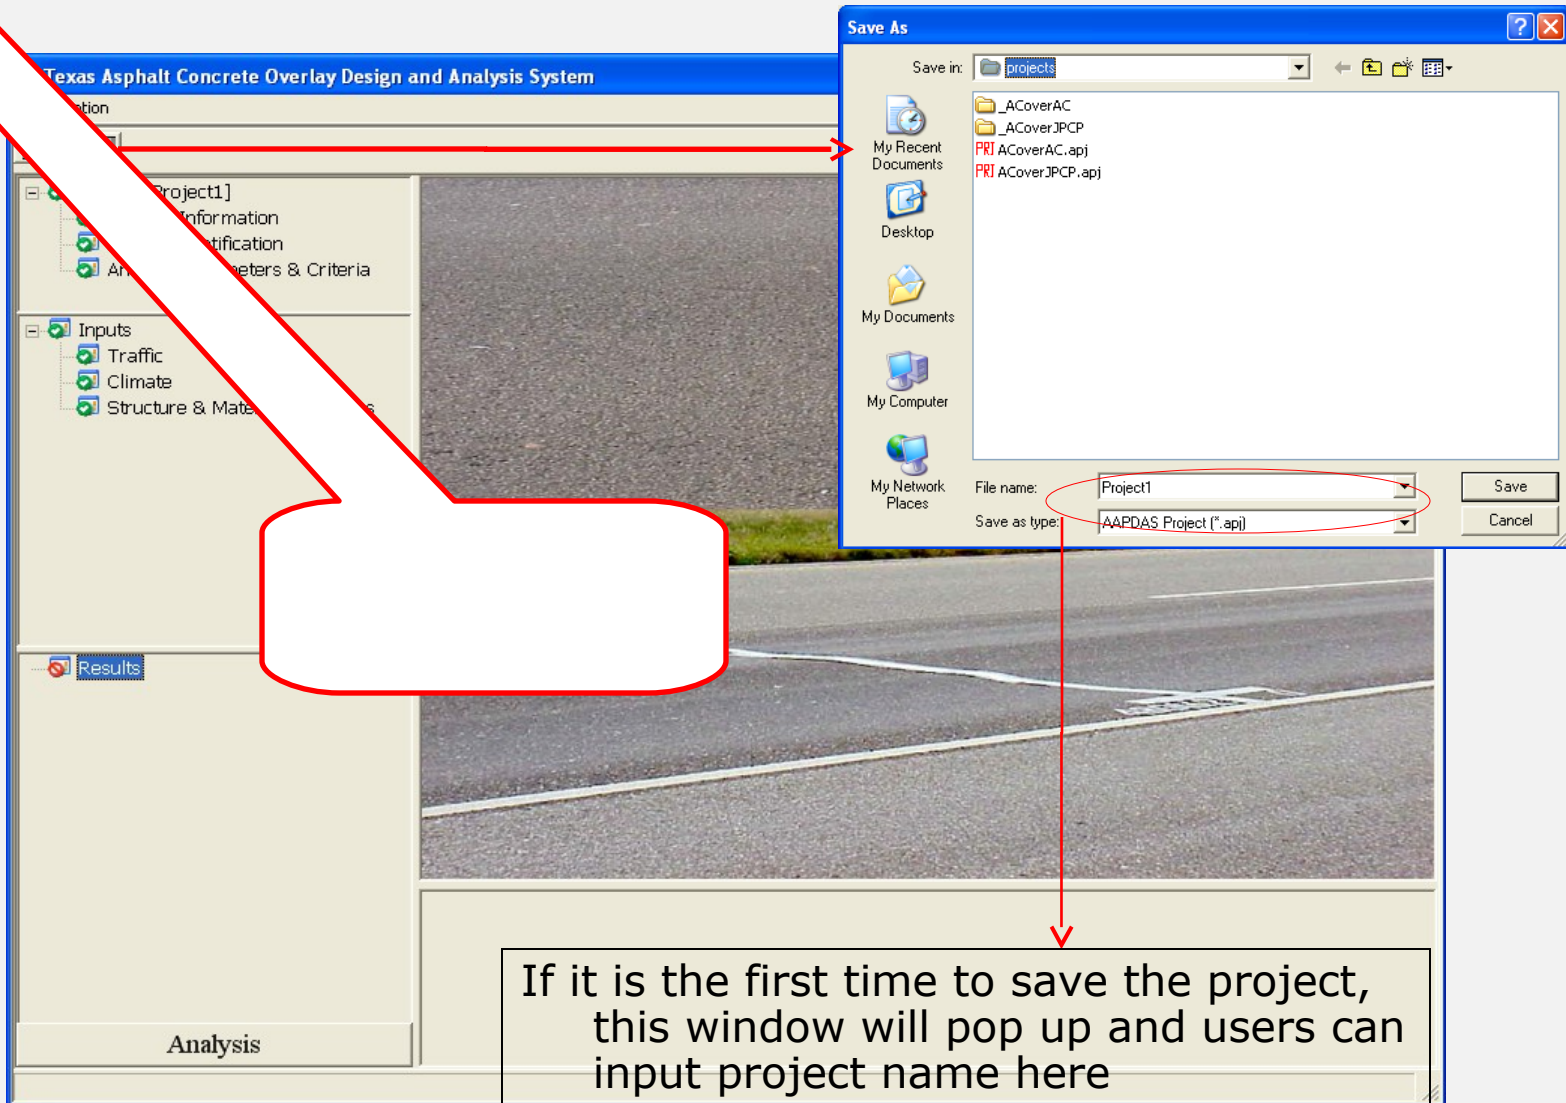 Save As
Save in:
projects
_ACoverAC
_ACoverJPCP
PRJ ACoverAC.apj
PRJ ACoverJPCP.apj
My Recent
Documents
Desktop
My Documents
My Computer
My Network
Places
File name:
Project1
Save
Save as type:
AAPDAS Project (*.apj)
Cancel
Texas Asphalt Concrete Overlay Design and Analysis System
Project1]
Information
& Criteria
Inputs
Traffic
Climate
Structure &
Results
Analysis
If it is the first time to save the project,
this window will pop up and users can
input project name here